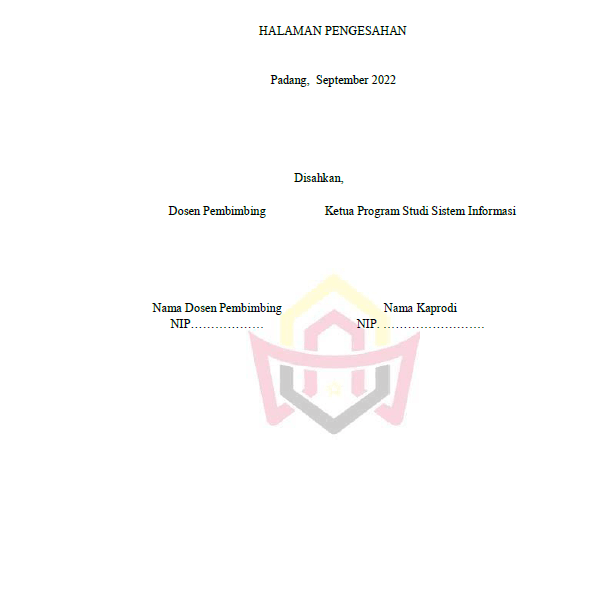 HALAMAN PENGESAHAN
Padang,  September 2022
Disahkan,
Dosen Pembimbing Ketua Program Studi Sistem Informasi
Nama Dosen Pembimbing Nama Kaprodi
NIP……………… NIP. ……………………